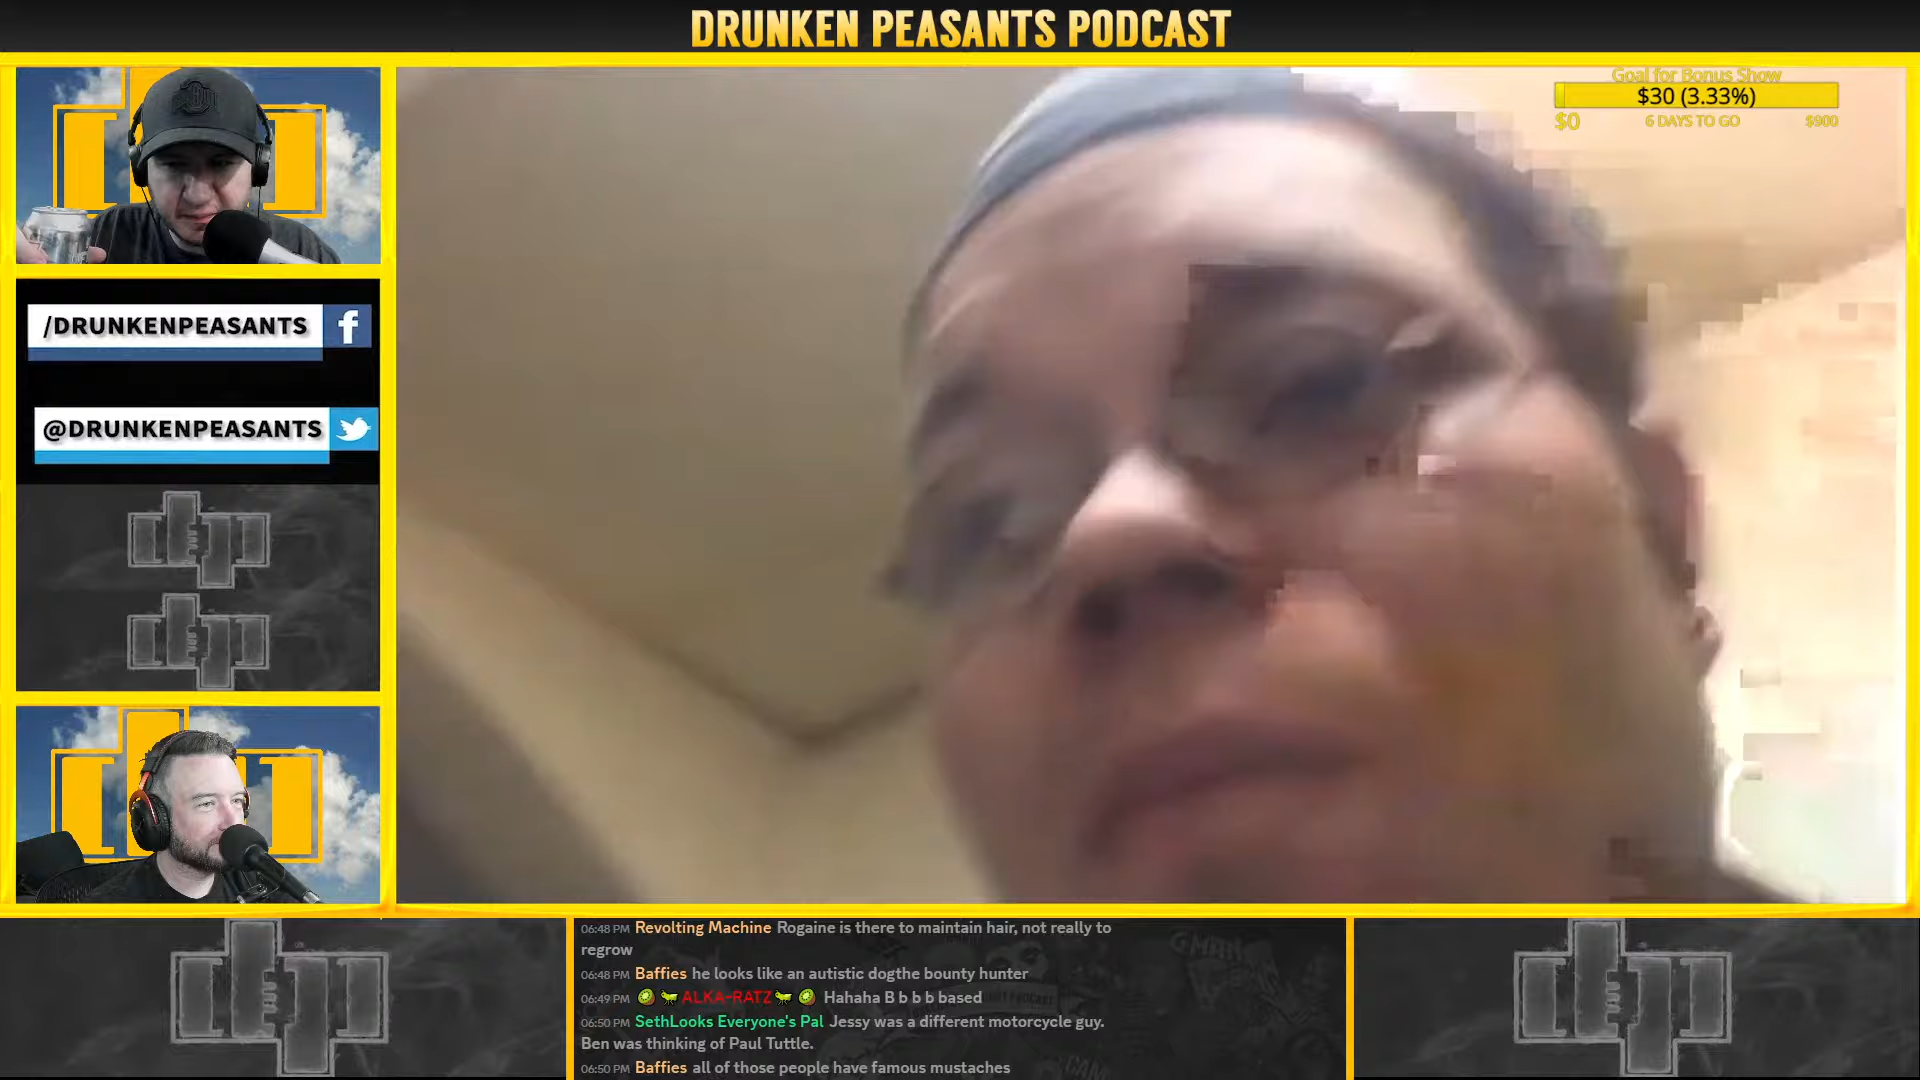 DRUNKEN PEASANTS PODCAST
Goal for Bonus Show
$30 (3.33%)
$0 6 DAYS TO GO $900
/DRUNKENPEASANTS f
@DRUNKENPEASANTS
06:48 PM Revolting Machine Rogaine is there to maintain hair, not really to
regrow
06:48 PM Baffies he looks like an autistic dogthe bounty hunter
06:49 PM ALKA-RATZ Hahaha B b b b based
06:50 PM SethLooks Everyone's Pal Jessy was a different motorcycle guy.
Ben was thinking of Paul Tuttle.
06:50 PM Baffies all of those people have famous mustaches